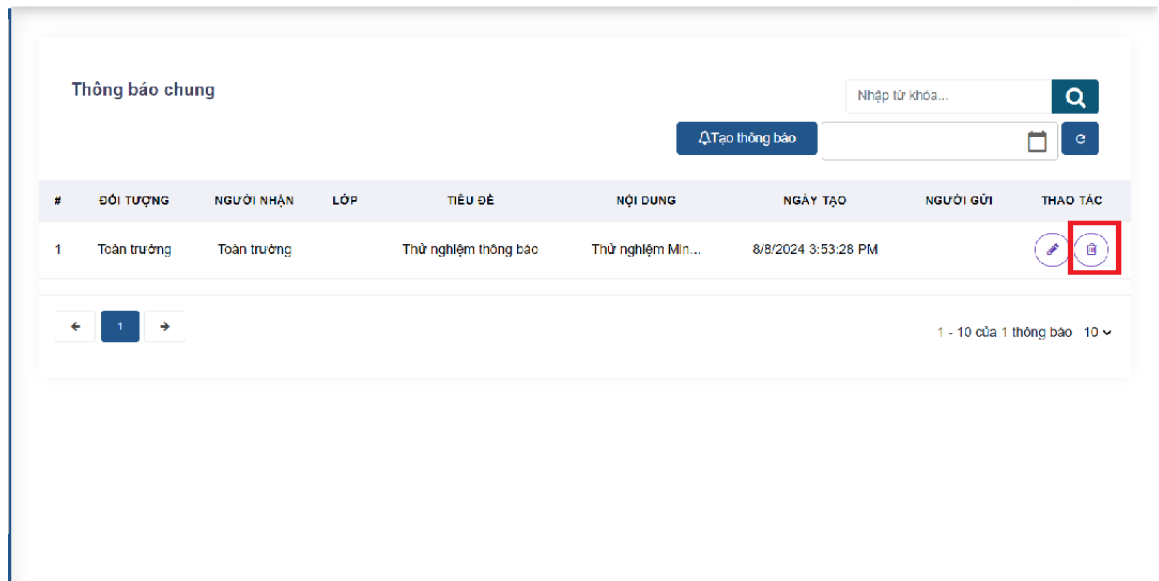 Thông báo chung
Nhập từ khóa...
Tạo thông báo
# ĐỐI TƯỢNG NGƯỜI NHẬN LỚP TIÊU ĐỀ NỘI DUNG NGÀY TẠO NGƯỜI GỬI THAO TÁC
1 Toàn trường Toàn trường Thử nghiệm thông báo Thử nghiệm Min... 8/8/2024 3:53:28 PM
1
1 - 10 của 1 thông báo 10